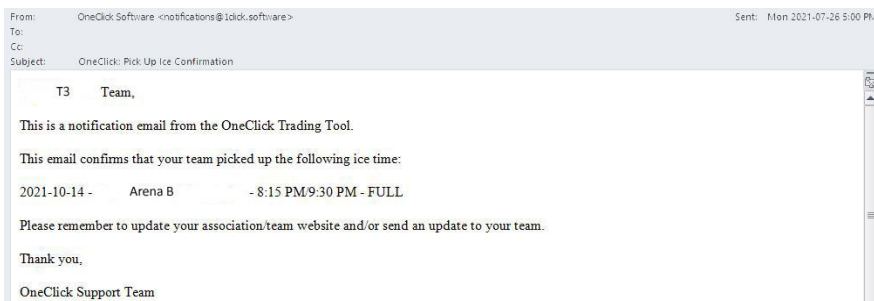 From: OneClick Software <notifications@1click.software> Sent: Mon 2021-07-26 5:00 PM
To:
Cc:
Subject: OneClick: Pick Up Ice Confirmation
T3 Team,
This is a notification email from the OneClick Trading Tool.
This email confirms that your team picked up the following ice time:
2021-10-14 - Arena B - 8:15 PM/9:30 PM - FULL
Please remember to update your association/team website and/or send an update to your team.
Thank you,
OneClick Support Team